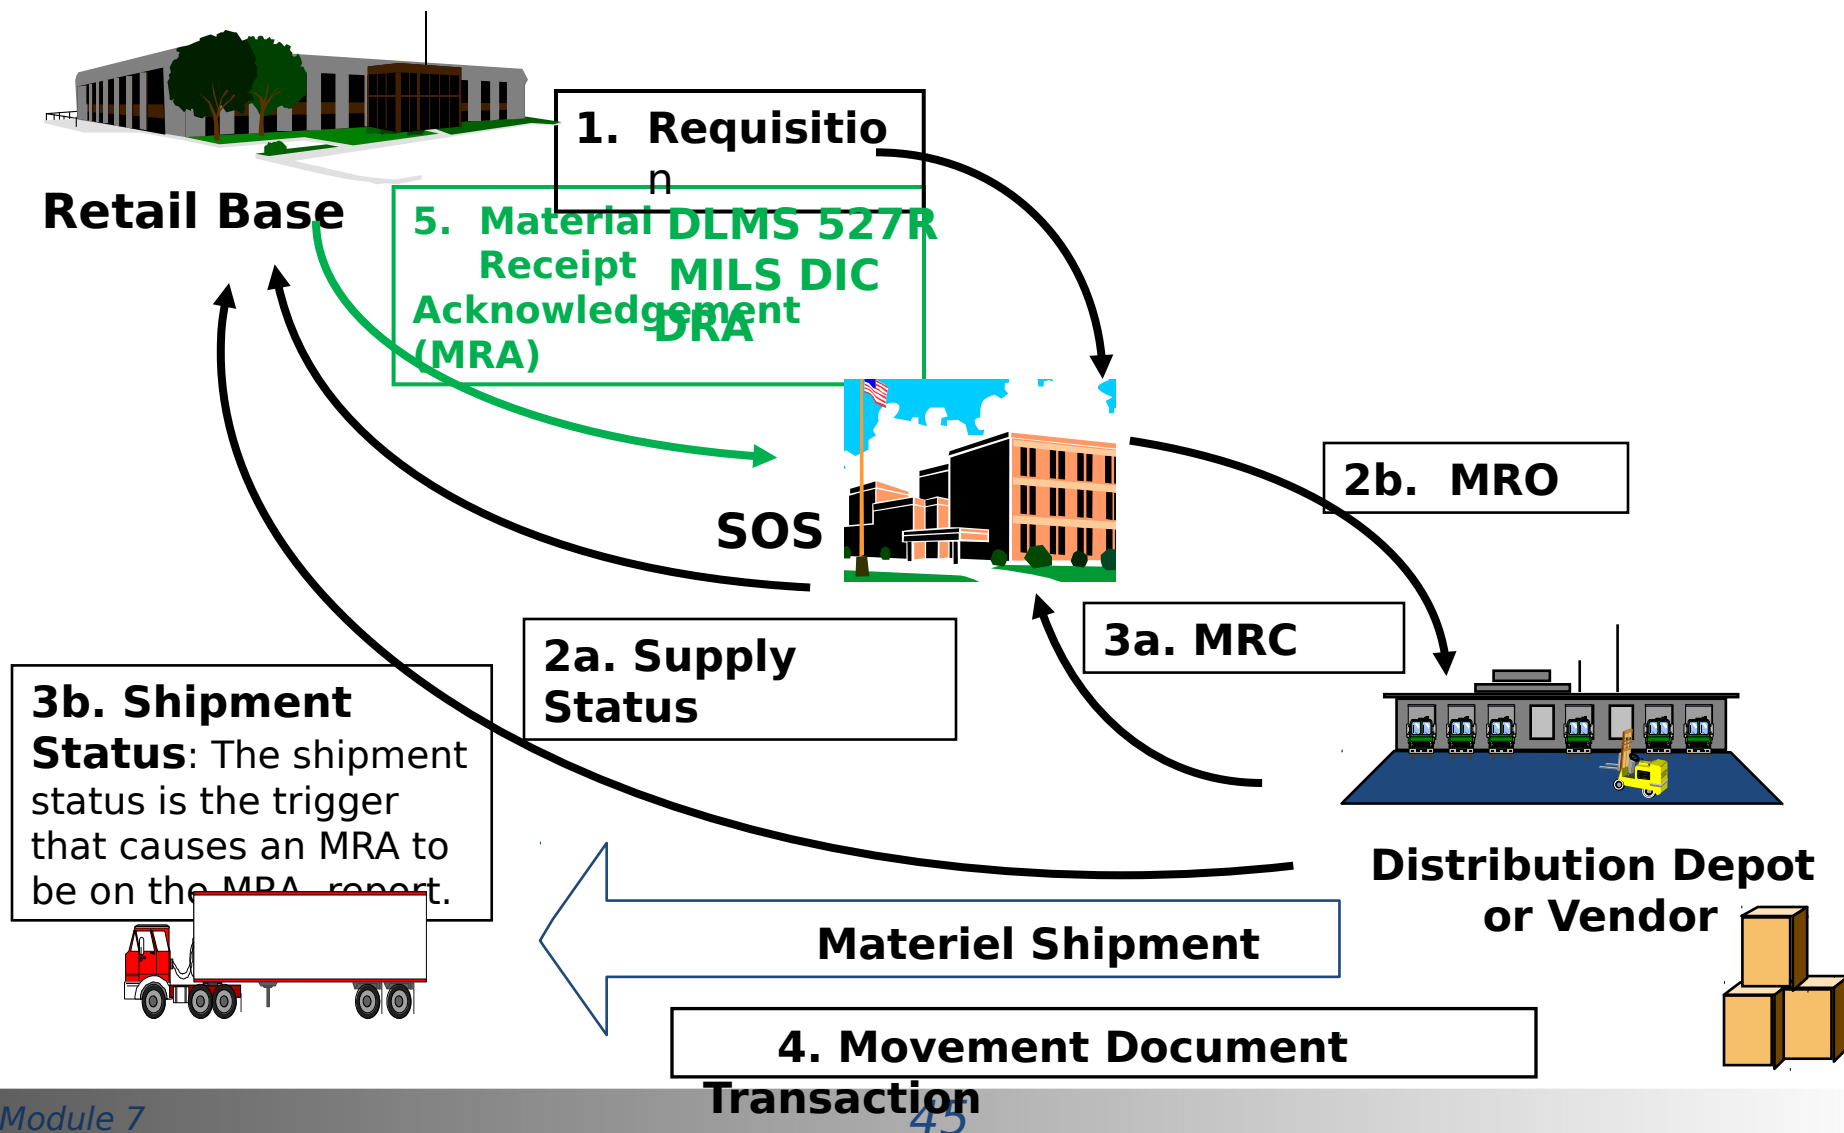 1.  Requisitio
n
Retail Base
5.  Material
Receipt
Acknowledgement
(MRA)
DLMS 527R
MILS DIC
DRA
2b.  MRO
SOS
3a. MRC
2a. Supply
Status
3b. Shipment
Status: The shipment
status is the trigger
that causes an MRA to
be on the MRA  report.
Distribution Depot
or Vendor
Materiel Shipment
4. Movement Document
Transaction
Module 7
45